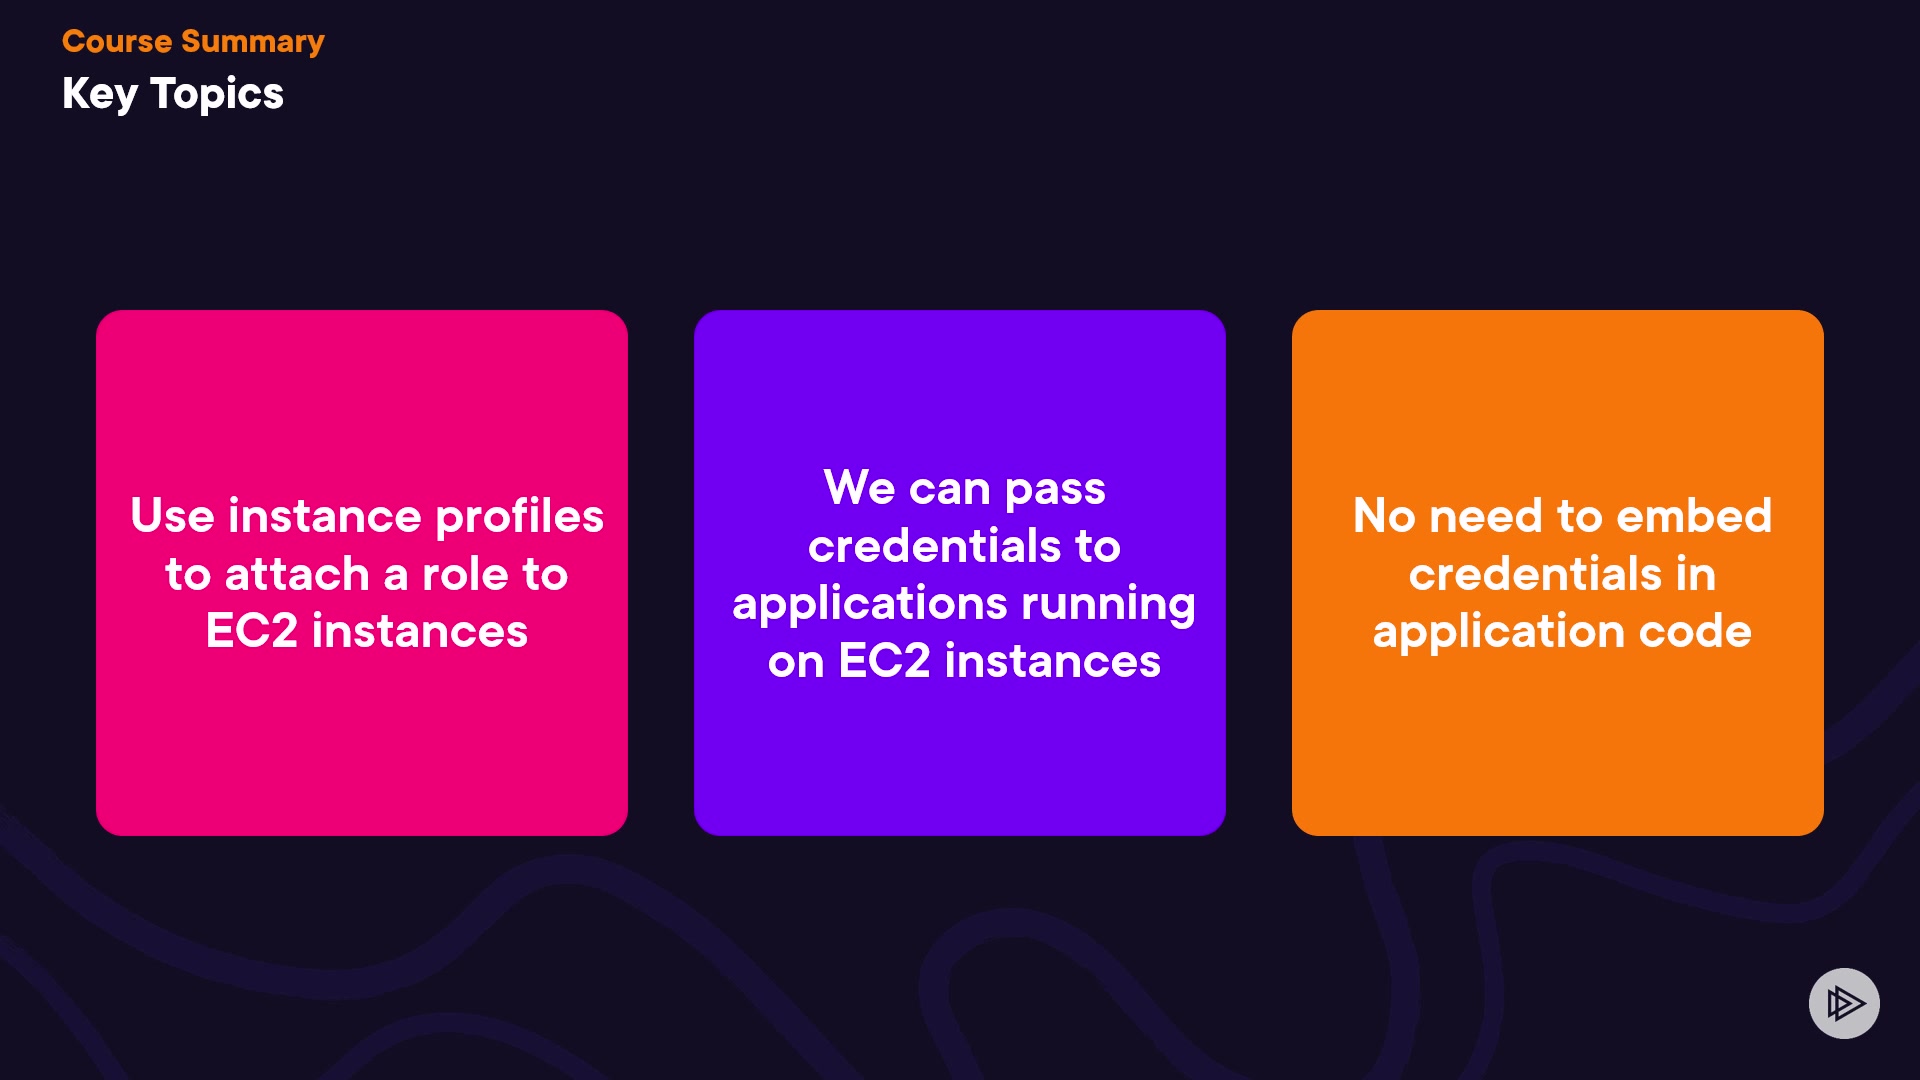 Course Summary
Key Topics
Use instance profiles
to attach a role to
EC2 instances
We can pass
credentials to
applications running
on EC2 instances
No need to embed
credentials in
application code